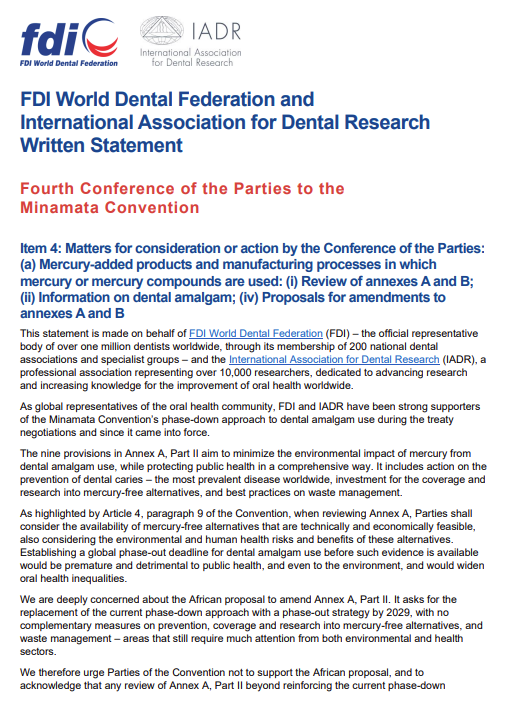 fdi
FDI World Dental Federation
IADR
International Association
for Dental Research
FDI World Dental Federation and
International Association for Dental Research
Written Statement
Fourth Conference of the Parties to the
Minamata Convention
Item 4: Matters for consideration or action by the Conference of the Parties:
(a) Mercury-added products and manufacturing processes in which
mercury or mercury compounds are used: (i) Review of annexes A and B;
(ii) Information on dental amalgam; (iv) Proposals for amendments to
annexes A and B
This statement is made on behalf of FDI World Dental Federation (FDI) – the official representative
body of over one million dentists worldwide, through its membership of 200 national dental
associations and specialist groups – and the International Association for Dental Research (IADR), a
professional association representing over 10,000 researchers, dedicated to advancing research
and increasing knowledge for the improvement of oral health worldwide.
As global representatives of the oral health community, FDI and IADR have been strong supporters
of the Minamata Convention's phase-down approach to dental amalgam use during the treaty
negotiations and since it came into force.
The nine provisions in Annex A, Part II aim to minimize the environmental impact of mercury from
dental amalgam use, while protecting public health in a comprehensive way. It includes action on the
prevention of dental caries – the most prevalent disease worldwide, investment for the coverage and
research into mercury-free alternatives, and best practices on waste management.
As highlighted by Article 4, paragraph 9 of the Convention, when reviewing Annex A, Parties shall
consider the availability of mercury-free alternatives that are technically and economically feasible,
also considering the environmental and human health risks and benefits of these alternatives.
Establishing a global phase-out deadline for dental amalgam use before such evidence is available
would be premature and detrimental to public health, and even to the environment, and would widen
oral health inequalities.
We are deeply concerned about the African proposal to amend Annex A, Part II. It asks for the
replacement of the current phase-down approach with a phase-out strategy by 2029, with no
complementary measures on prevention, coverage and research into mercury-free alternatives, and
waste management – areas that still require much attention from both environmental and health
sectors.
We therefore urge Parties of the Convention not to support the African proposal, and to
acknowledge that any review of Annex A, Part II beyond reinforcing the current phase-down